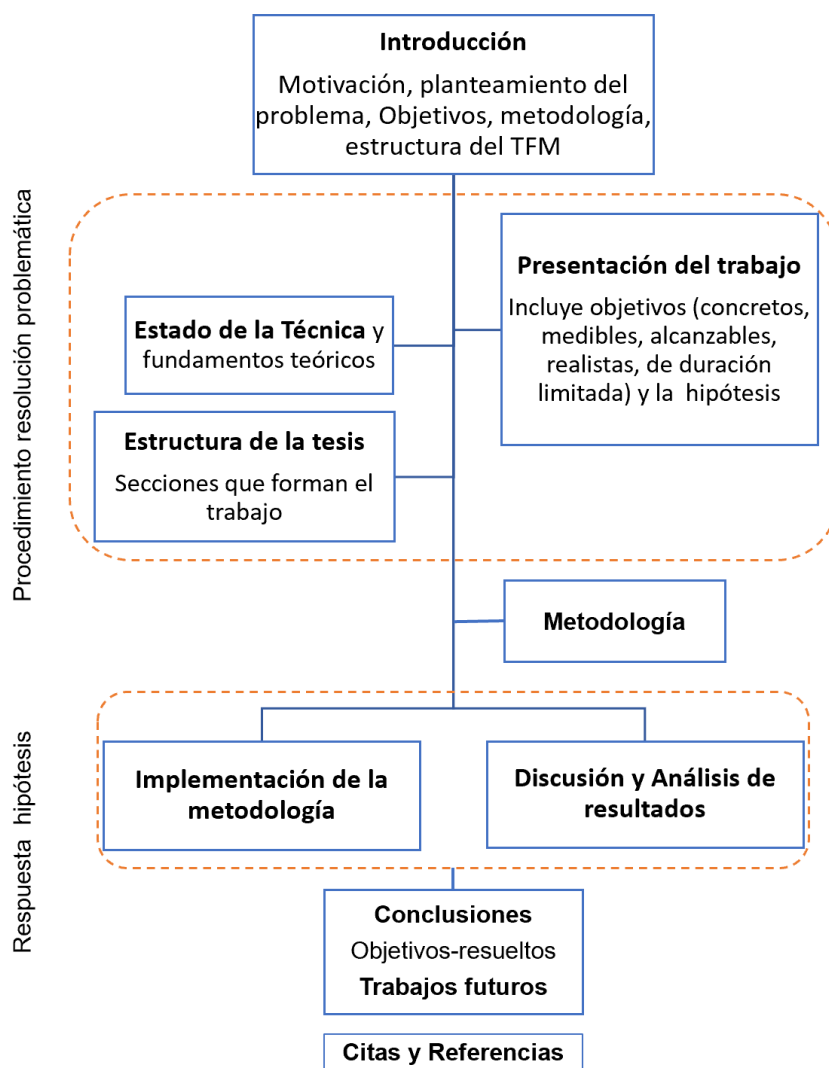 Introducción
Motivación, planteamiento del
problema, Objetivos, metodología,
estructura del TFM
Procedimiento resolución problemática
Presentación del trabajo
Incluye objetivos (concretos,
medibles, alcanzables,
realistas, de duración
limitada) y la hipótesis
Estado de la Técnica y
fundamentos teóricos
Estructura de la tesis
Secciones que forman el
trabajo
Metodología
Respuesta hipótesis
Implementación de la
metodología
Discusión y Análisis de
resultados
Conclusiones
Objetivos-resueltos
Trabajos futuros
Citas y Referencias